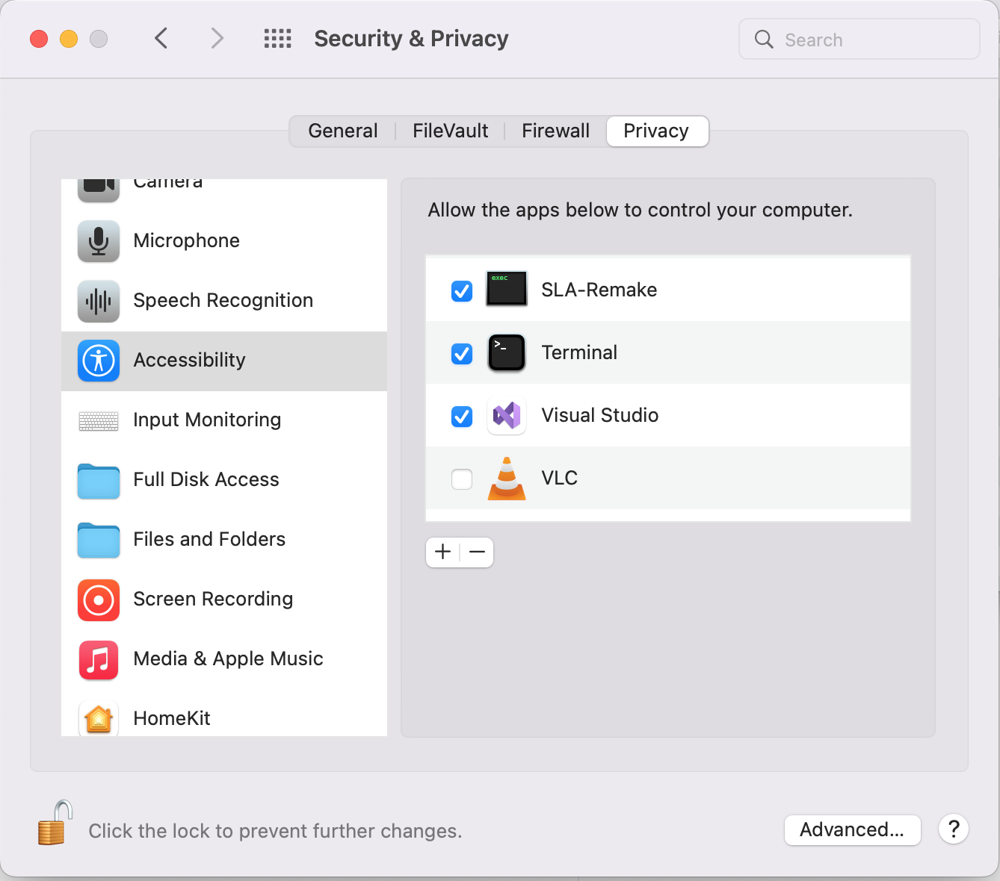 Security & Privacy
Search
General
FileVault
Firewall
Privacy
Camera
Microphone
Speech Recognition
Accessibility
Input Monitoring
Full Disk Access
Files and Folders
Screen Recording
Media & Apple Music
HomeKit
Allow the apps below to control your computer.
exec
SLA-Remake
>_
Terminal
Visual Studio
VLC
+ −
Click the lock to prevent further changes.
Advanced...
?